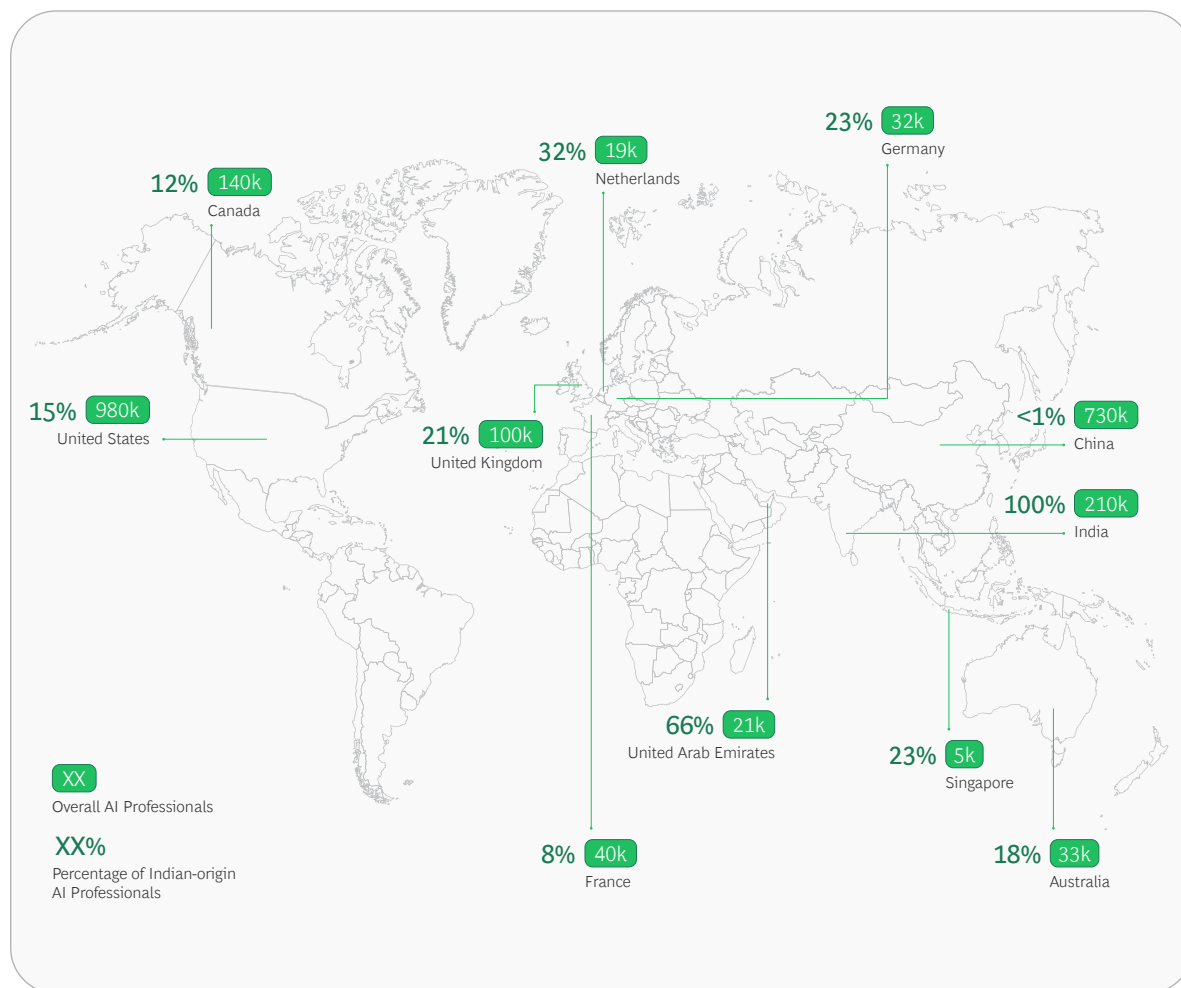 23% 32k
Germany
32% 19k
Netherlands
12% 140k
Canada
15% 980k
United States
21% 100k
United Kingdom
<1% 730k
China
100% 210k
India
66% 21k
United Arab Emirates
23% 5k
Singapore
8% 40k
France
18% 33k
Australia
XX
Overall AI Professionals
XX%
Percentage of Indian-origin
AI Professionals